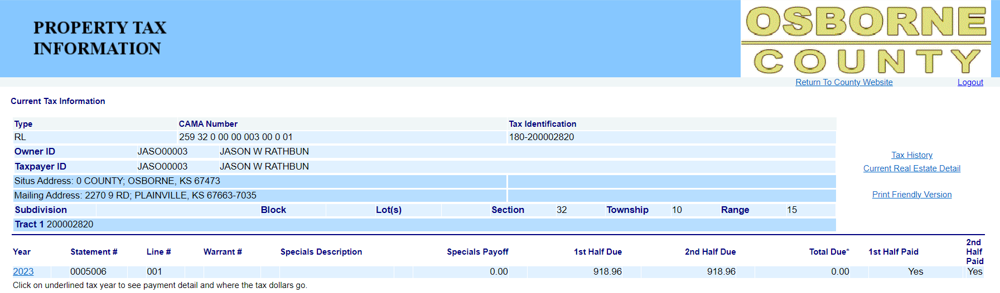 PROPERTY TAX
INFORMATION
OSBORNE
COUNTY
Return To County Website Logout
Current Tax Information
Type CAMA Number Tax Identification
RL 259 32 0 00 00 003 00 0 01 180-200002820
Owner ID JASO00003 JASON W RATHBUN
Taxpayer ID JASO00003 JASON W RATHBUN
Situs Address: 0 COUNTY; OSBORNE, KS 67473
Mailing Address: 2270 9 RD; PLAINVILLE, KS 67663-7035
Subdivision Block Lot(s) Section 32 Township 10 Range 15
Tract 1 200002820
Tax History
Current Real Estate Detail
Print Friendly Version
Year Statement # Line # Warrant # Specials Description Specials Payoff 1st Half Due 2nd Half Due Total Due* 1st Half Paid 2nd Half Paid
2023 0005006 001 0.00 918.96 918.96 0.00 Yes Yes
Click on underlined tax year to see payment detail and where the tax dollars go.